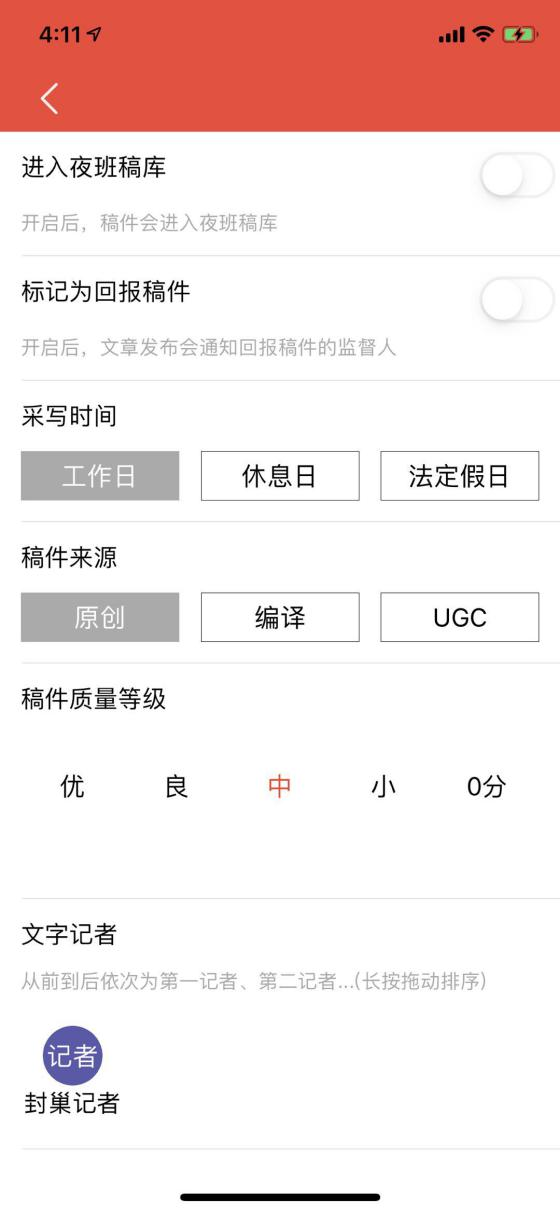 4:11
进入夜班稿库
开启后，稿件会进入夜班稿库
标记为回报稿件
开启后，文章发布会通知回报稿件的监督人
采写时间
工作日 休息日 法定假日
稿件来源
原创 编译 UGC
稿件质量等级
优 良 中 小 0分
文字记者
从前到后依次为第一记者、第二记者...(长按拖动排序)
记者
封巢记者